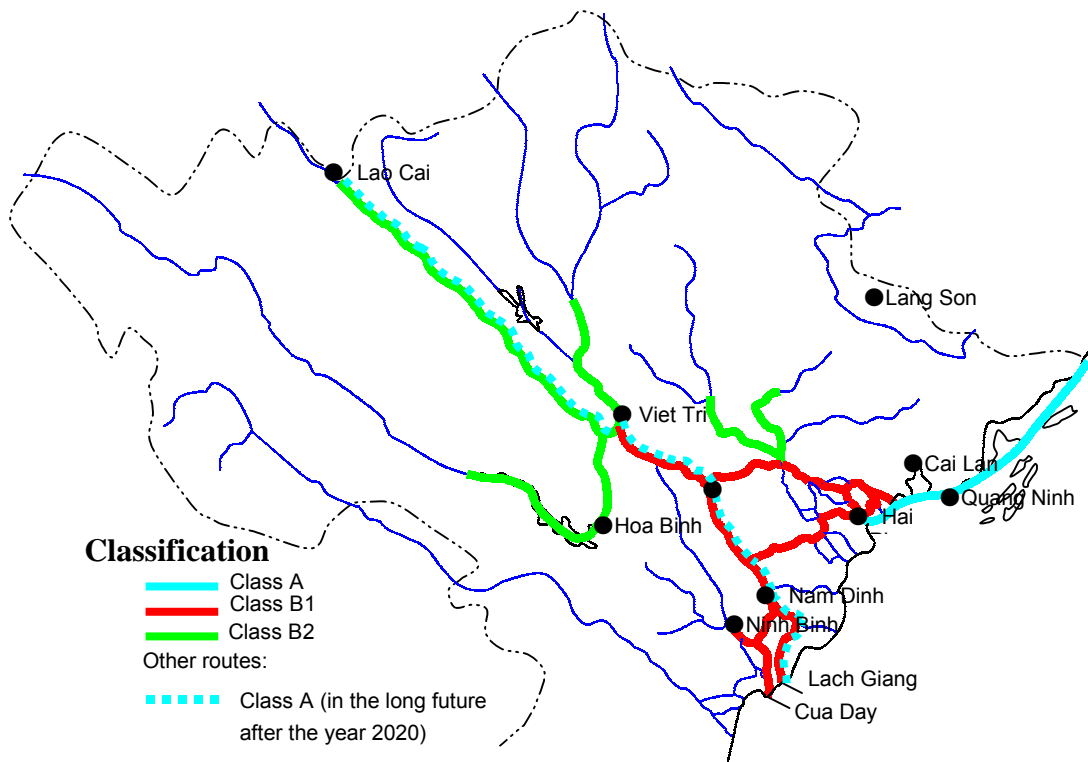 Lao Cai
Lang Son
Viet Tri
Cai Lan
Quang Ninh
Hai
Hoa Binh
Nam Dinh
Ninh Binh
Lach Giang
Cua Day
Classification
Class A
Class B1
Class B2
Other routes:
Class A (in the long future
after the year 2020)